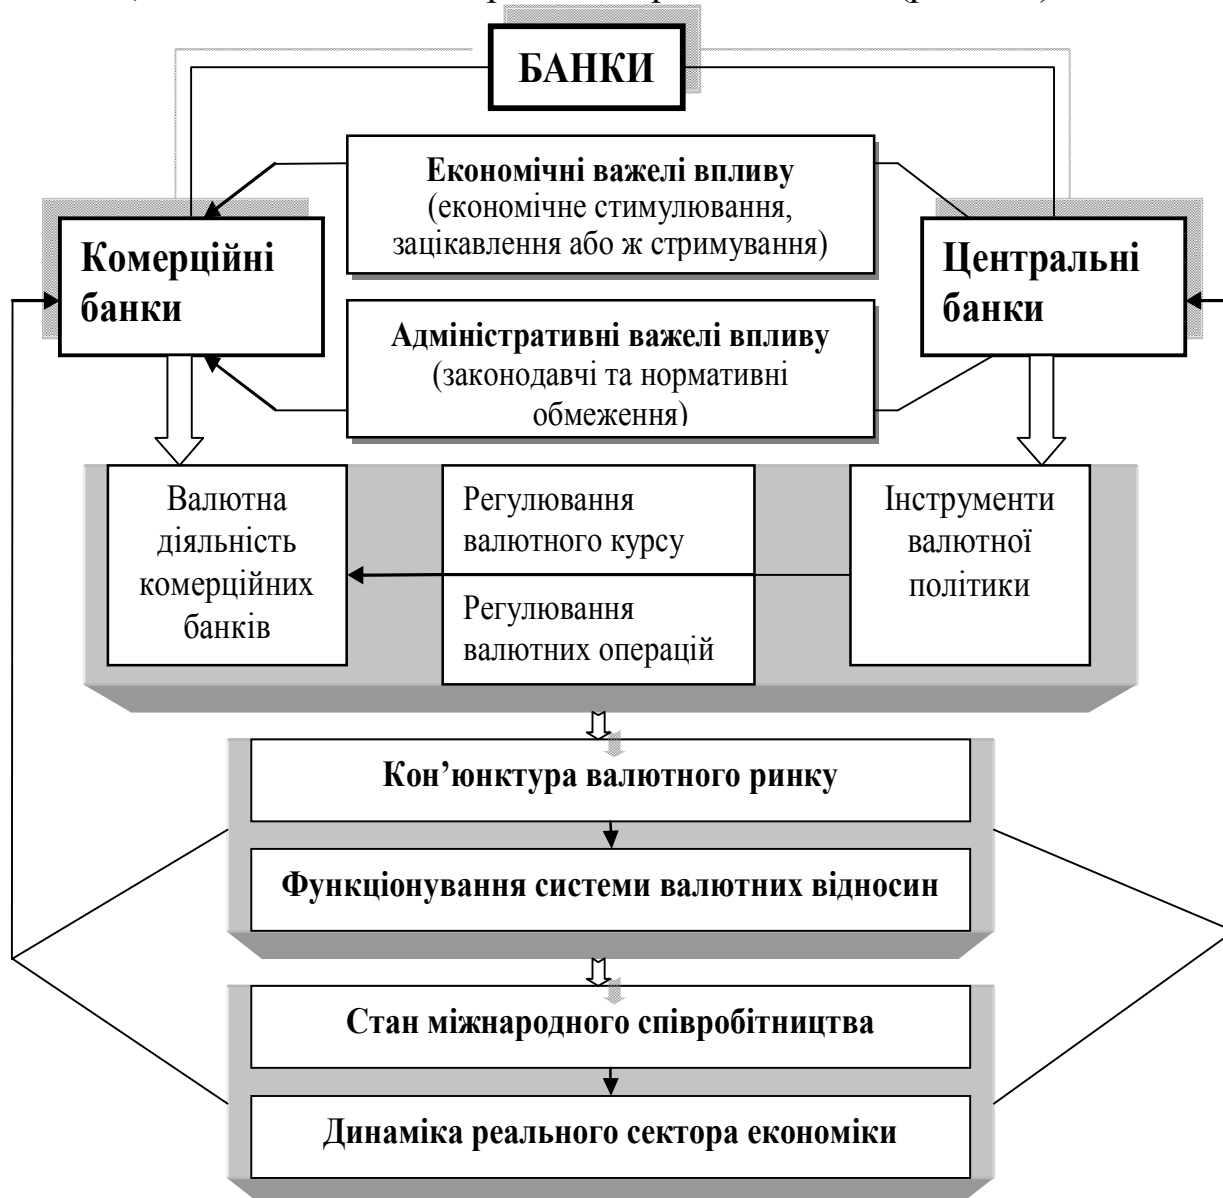 БАНКИ
Економічні важелі впливу
(економічне стимулювання,
зацікавлення або ж стримування)
Комерційні
банки
Центральні
банки
Адміністративні важелі впливу
(законодавчі та нормативні
обмеження)
Валютна
діяльність
комерційних
банків
Регулювання
валютного курсу
Регулювання
валютних операцій
Інструменти
валютної
політики
Кон’юнктура валютного ринку
Функціонування системи валютних відносин
Стан міжнародного співробітництва
Динаміка реального сектора економіки